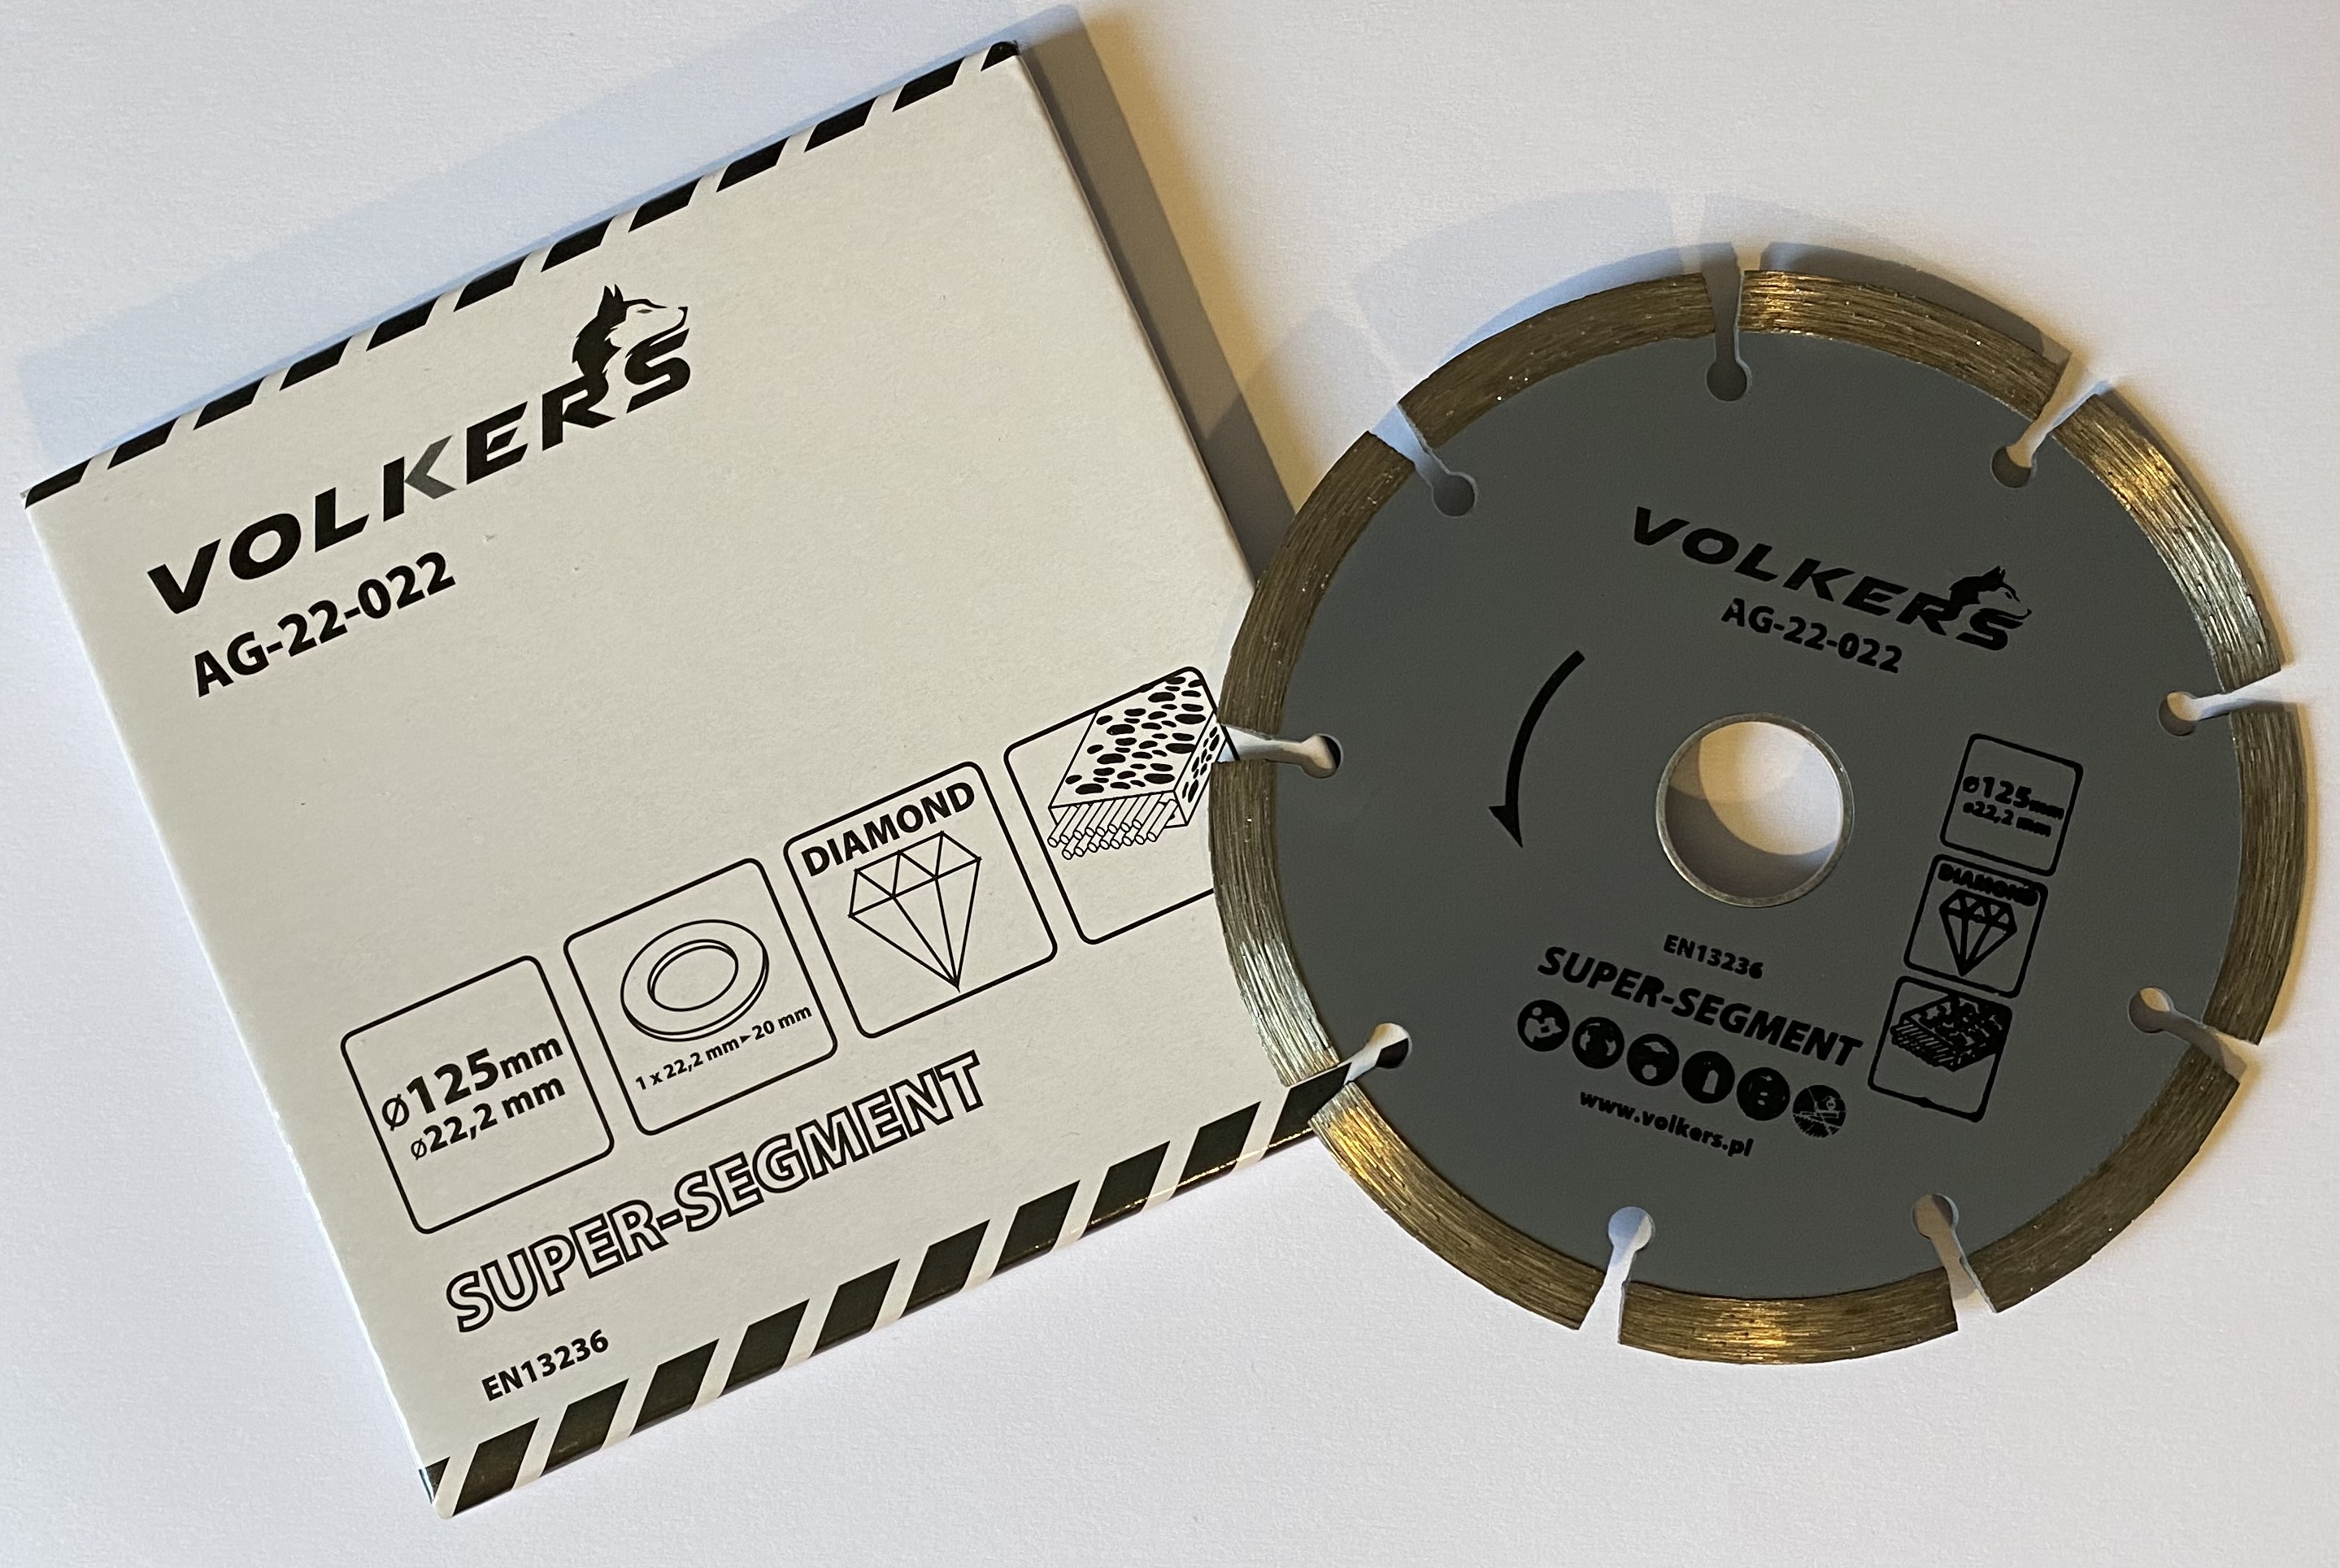 VOLKERS
AG-22-022
Ø125mm
Ø22,2 mm
1 x 22,2 mm▸20 mm
DIAMOND
SUPER-SEGMENT
EN13236
VOLKERS
AG-22-022
Ø125mm
Ø22,2 mm
DIAMOND
EN13236
SUPER-SEGMENT
www.volkers.pl